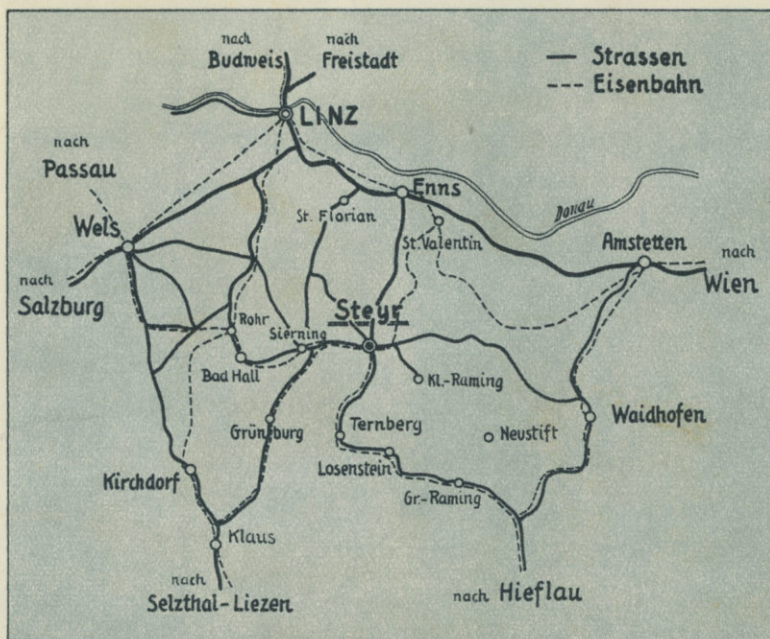 nach
Budweis
nach
Freistadt
Strassen
Eisenbahn
LINZ
nach
Passau
Enns
Donau
St. Florian
Wels
St. Valentin
Amstetten
nach
Wien
nach
Salzburg
Steyr
Rohr
Sierning
Bad Hall
Kl.-Raming
Waidhofen
Grünburg
Ternberg
Neustift
Losenstein
Kirchdorf
Gr.-Raming
Klaus
nach
Selzthal-Liezen
nach Hieflau